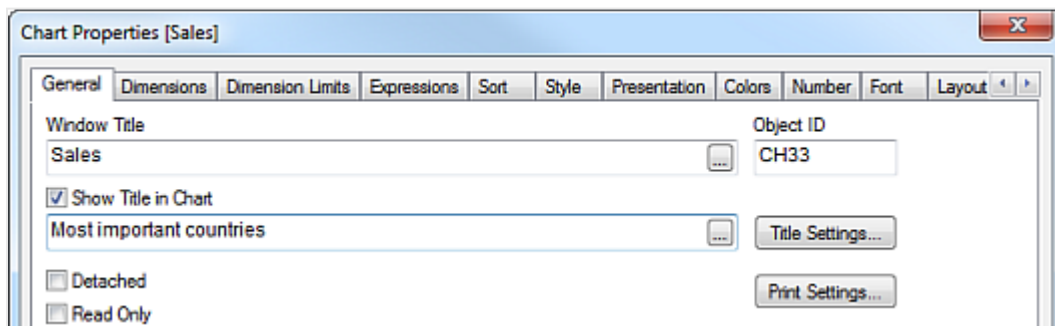 Chart Properties [Sales]
General Dimensions Dimension Limits Expressions Sort Style Presentation Colors Number Font Layout
Window Title Object ID
Sales ... CH33
Show Title in Chart
Most important countries ... Title Settings...
Detached
Print Settings...
Read Only